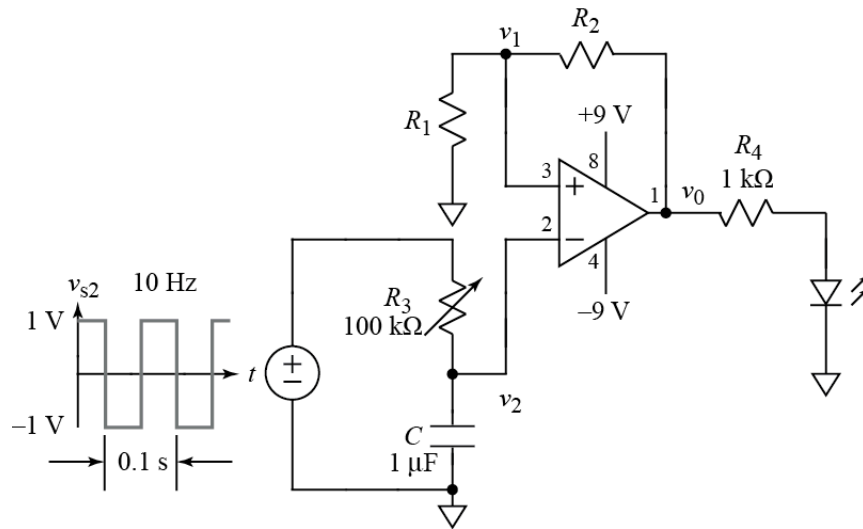 v1
R2
R1
+9 V
8
3
+
1
v0
R4
1 kΩ
2
−
4
−9 V
vs2
10 Hz
1 V
t
−1 V
0.1 s
+
−
R3
100 kΩ
v2
C
1 μF